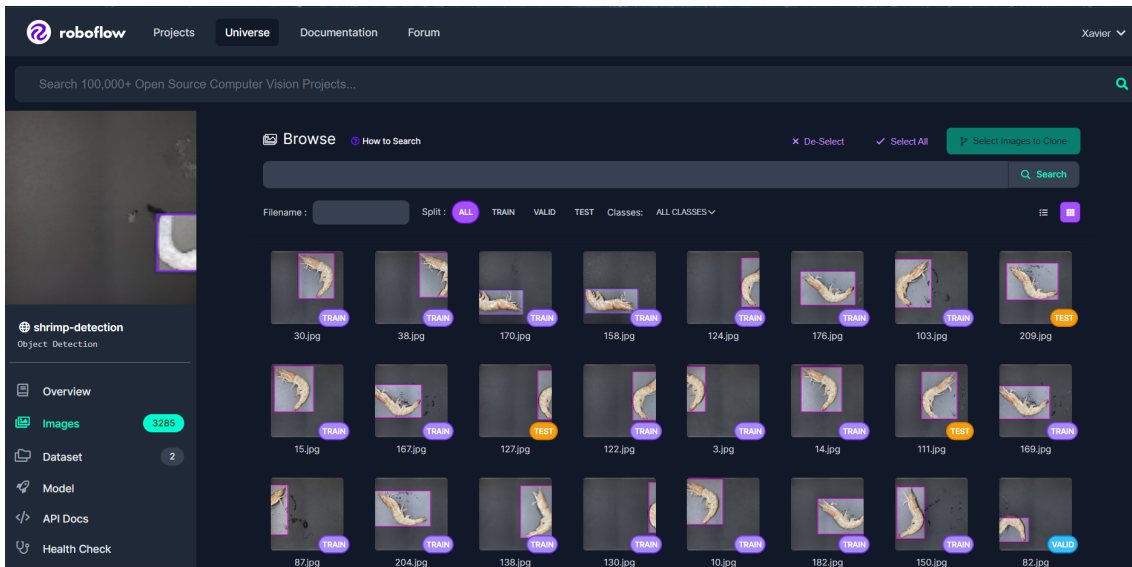 roboflow Projects Universe Documentation Forum Xavier
Search 100,000+ Open Source Computer Vision Projects...
Browse How to Search De-Select Select All Select Images to Clone
Search
Filename : Split : ALL TRAIN VALID TEST Classes: ALL CLASSES
TRAIN TRAIN TRAIN TRAIN TRAIN TRAIN TRAIN TEST
30.jpg 38.jpg 170.jpg 158.jpg 124.jpg 176.jpg 103.jpg 209.jpg
shrimp-detection
Object Detection
TRAIN TRAIN TEST TRAIN TRAIN TRAIN TEST TRAIN
15.jpg 167.jpg 127.jpg 122.jpg 3.jpg 14.jpg 111.jpg 169.jpg
Overview
Images 3285
Dataset 2
Model
API Docs
Health Check
TRAIN TRAIN TRAIN TRAIN TRAIN TRAIN TRAIN VALID
87.jpg 204.jpg 138.jpg 130.jpg 10.jpg 182.jpg 150.jpg 82.jpg